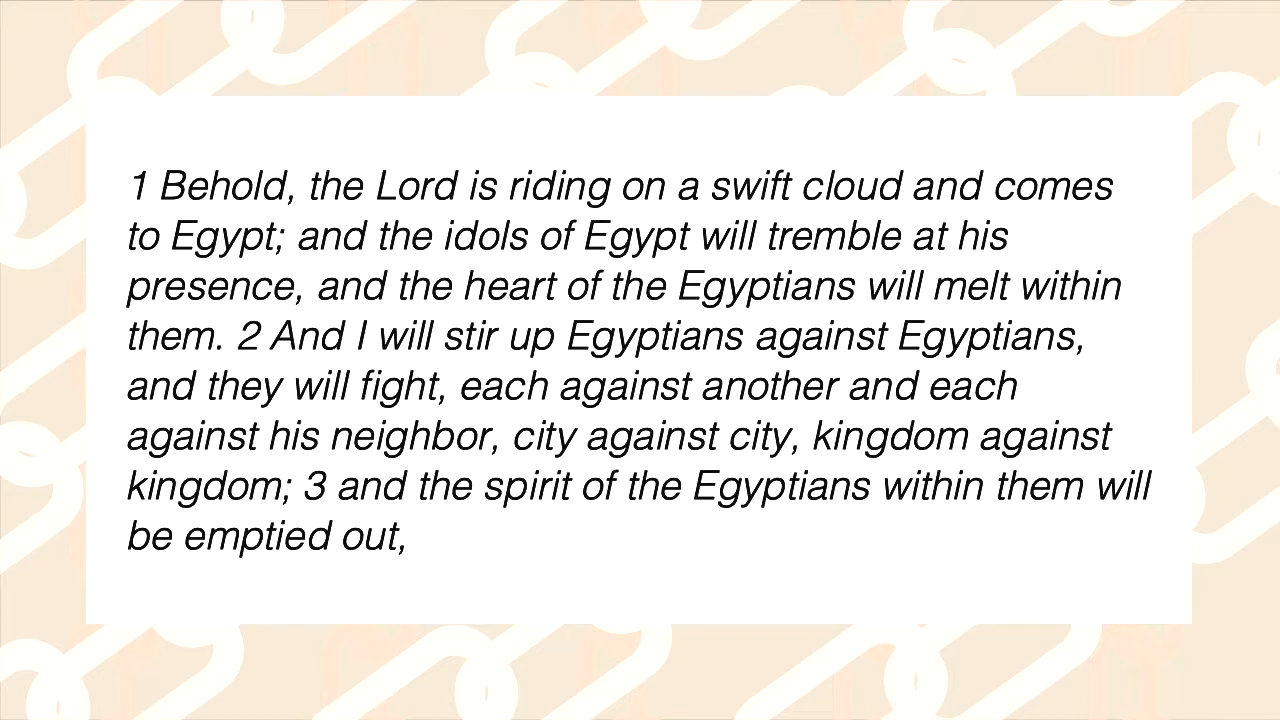 1 Behold, the Lord is riding on a swift cloud and comes
to Egypt; and the idols of Egypt will tremble at his
presence, and the heart of the Egyptians will melt within
them. 2 And I will stir up Egyptians against Egyptians,
and they will fight, each against another and each
against his neighbor, city against city, kingdom against
kingdom; 3 and the spirit of the Egyptians within them will
be emptied out,